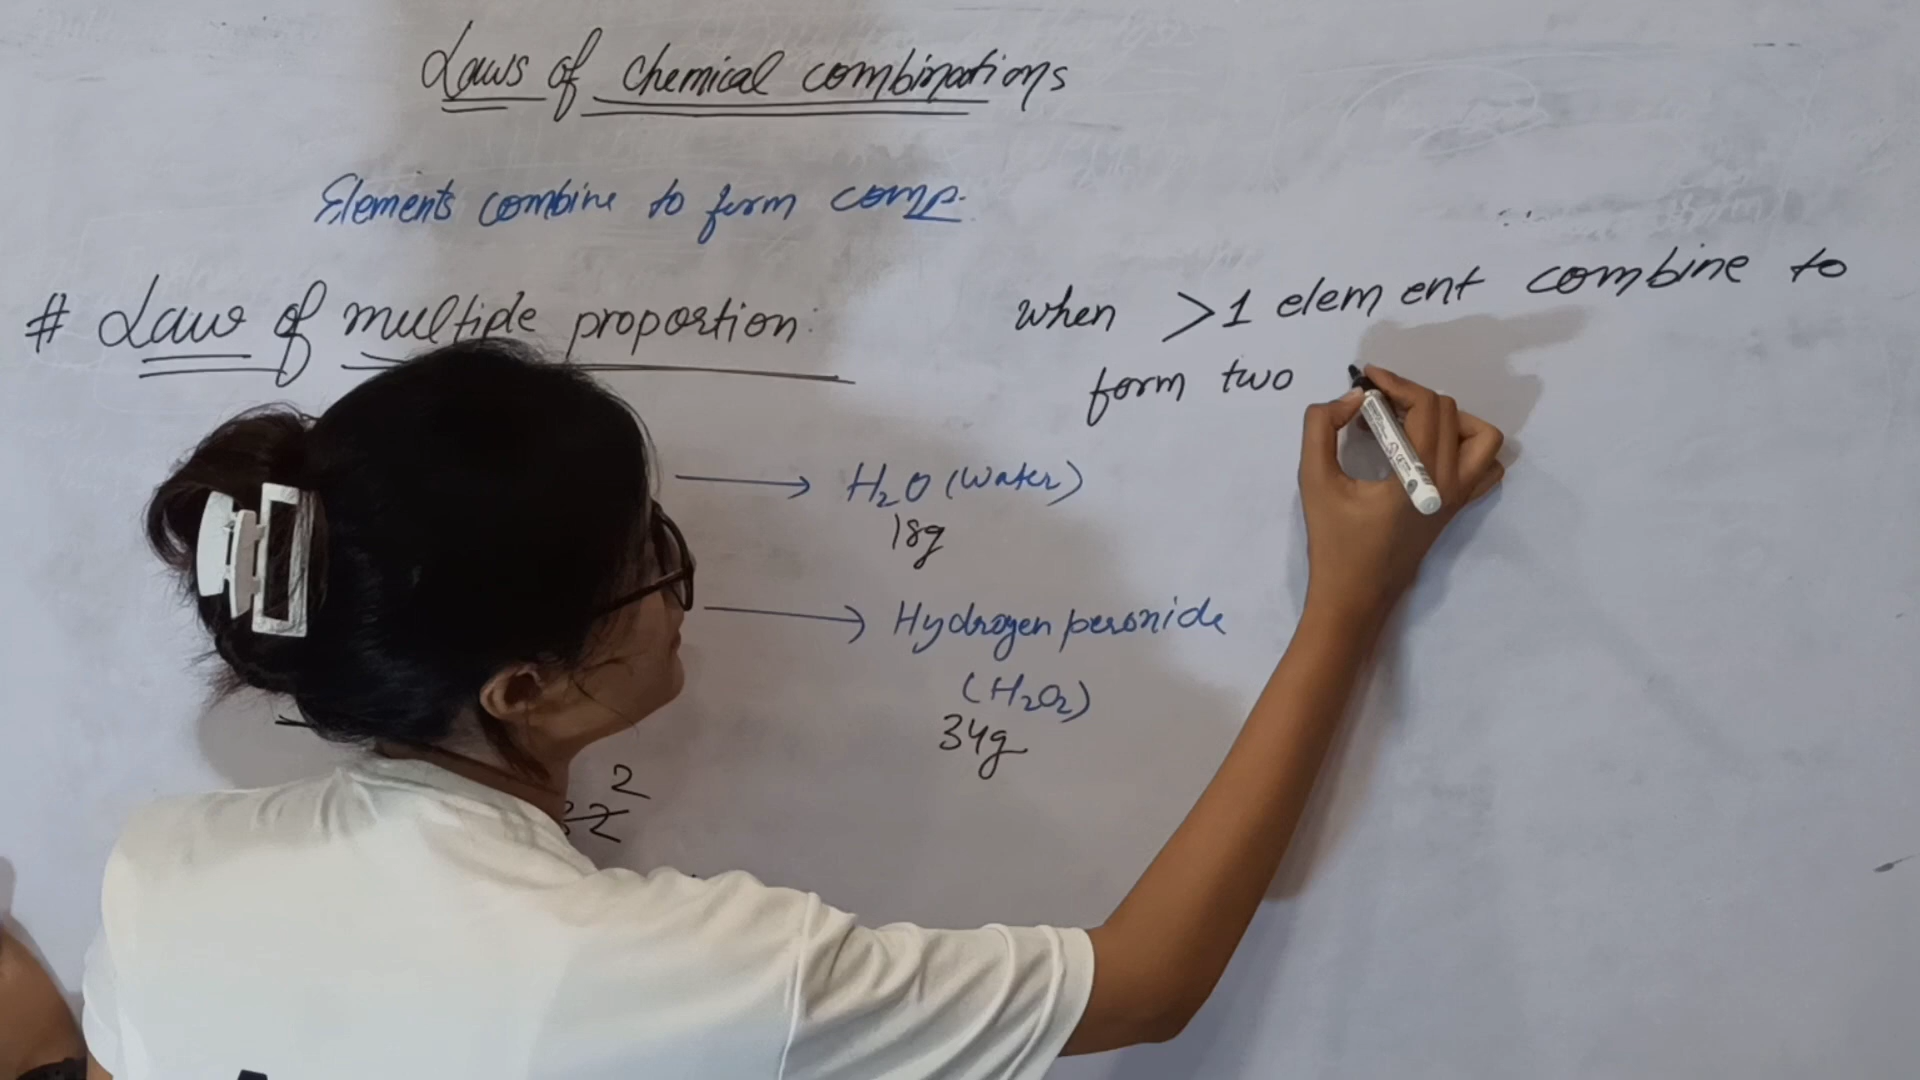 Laws of chemical combinations
Elements combine to form comp.
# Law of multiple proportion:
when >1 element combine to
form two
H₂O (water)
18g
Hydrogen peroxide
(H₂O₂)
34g
2
32